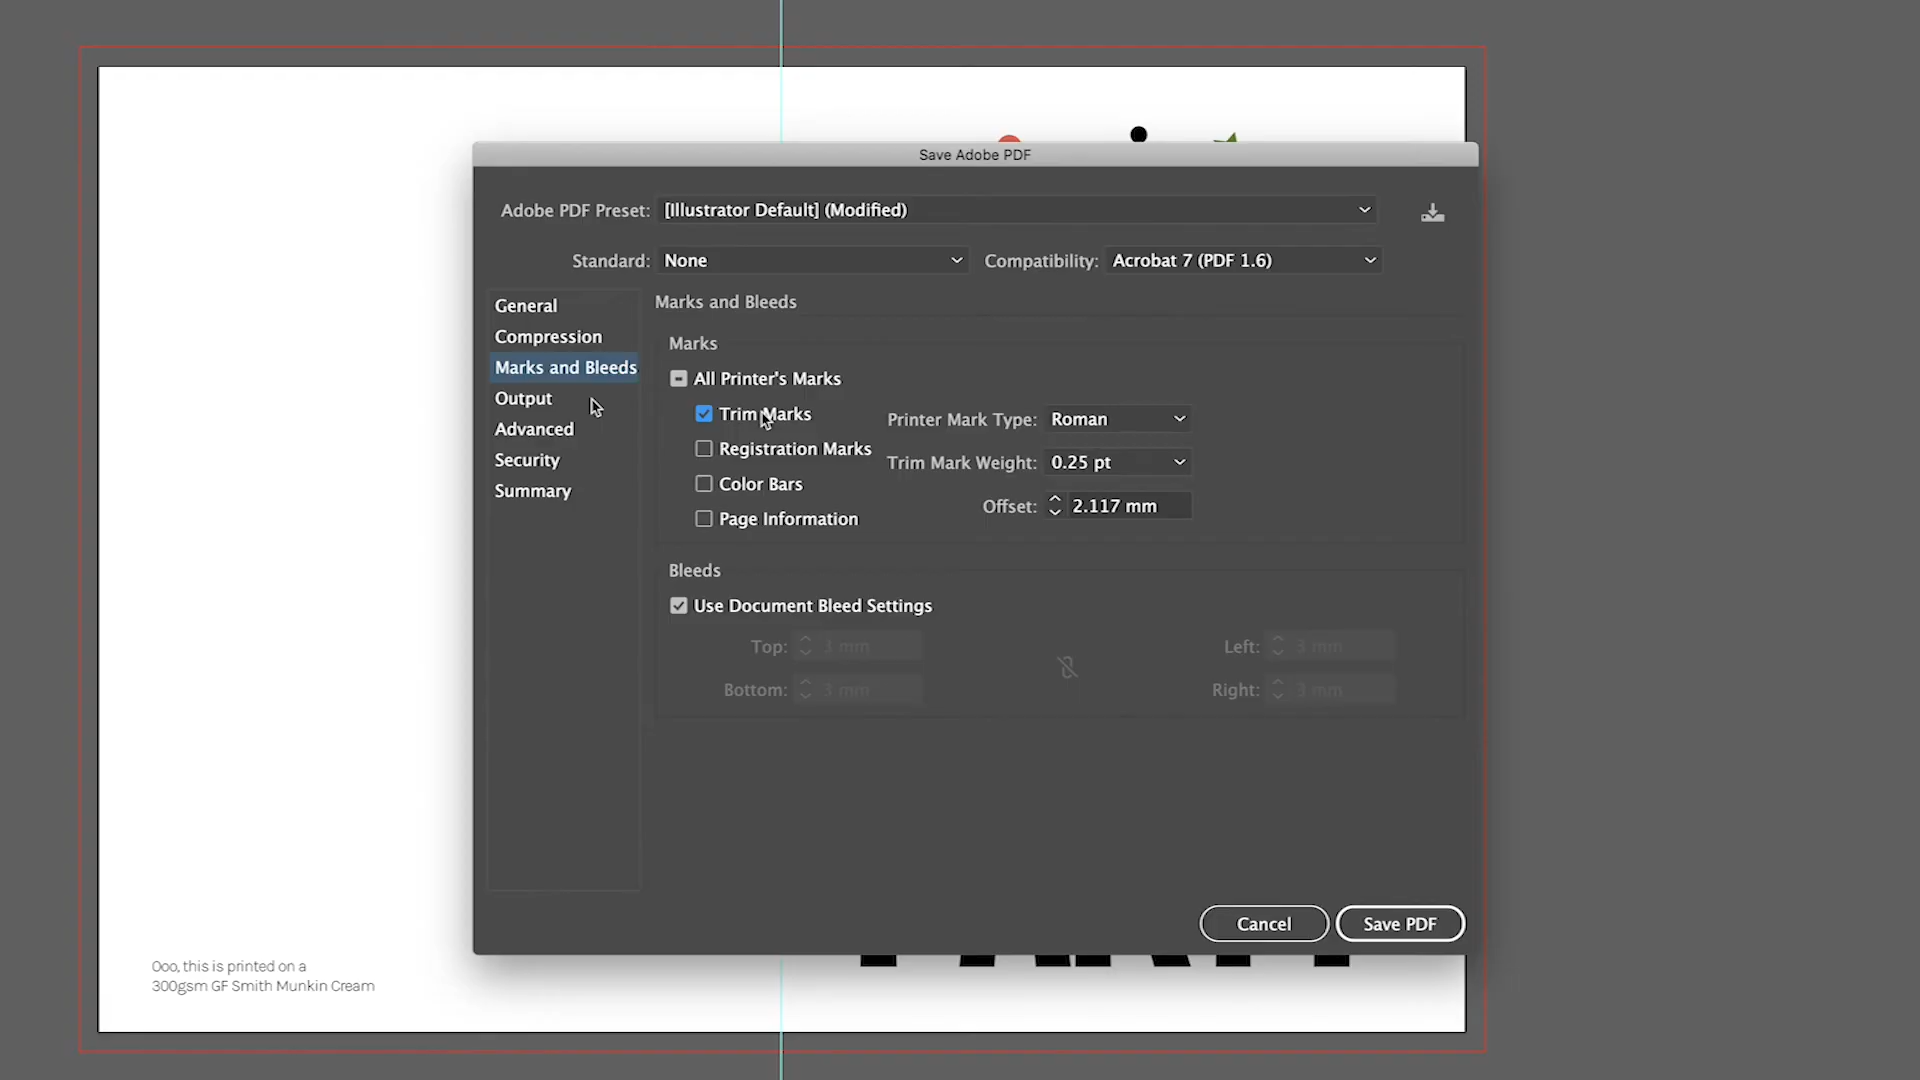 Save Adobe PDF
Adobe PDF Preset: [Illustrator Default] (Modified)
Standard: None Compatibility: Acrobat 7 (PDF 1.6)
General
Compression
Marks and Bleeds
Output
Advanced
Security
Summary
Marks and Bleeds
Marks
All Printer's Marks
Trim Marks
Registration Marks
Color Bars
Page Information
Printer Mark Type: Roman
Trim Mark Weight: 0.25 pt
Offset: 2.117 mm
Bleeds
Use Document Bleed Settings
Top: 3 mm Left: 3 mm
Bottom: 3 mm Right: 3 mm
Cancel Save PDF
Ooo, this is printed on a
300gsm GF Smith Munkin Cream